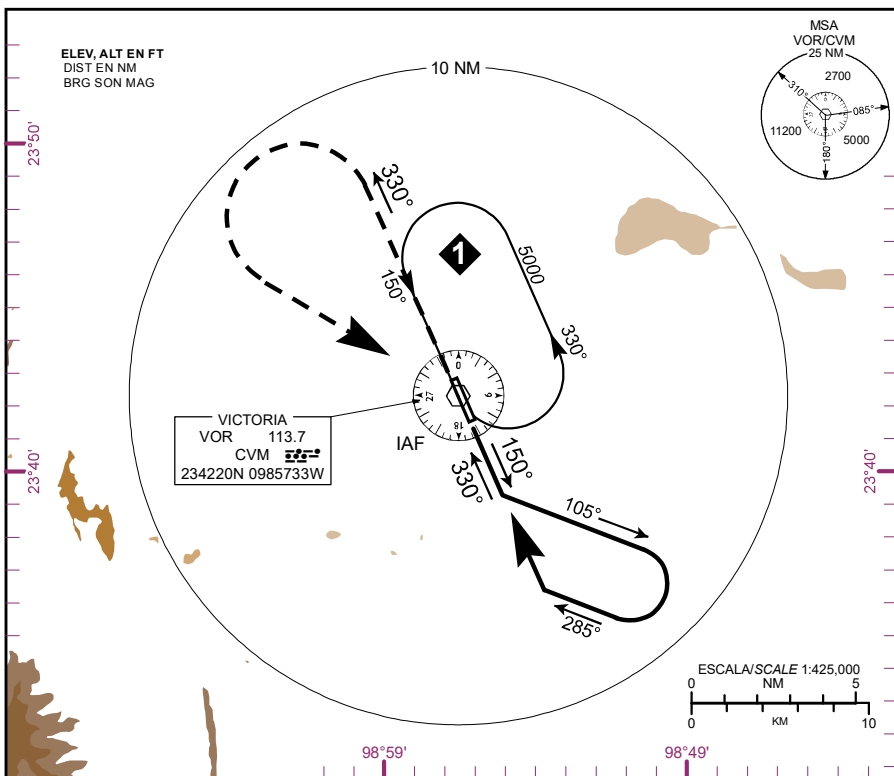 ELEV, ALT EN FT
DIST EN NM
BRG SON MAG
10 NM
MSA
VOR/CVM
25 NM
2700
310°
085°
11200
5000
180°
23°50'
330°
1
5000
150°
330°
0
9
27
18
VICTORIA
VOR 113.7
CVM
234220N 0985733W
IAF
150°
330°
23°40'
23°40'
105°
285°
ESCALA/SCALE 1:425,000
0 NM 5
0 KM 10
98°59'
98°49'